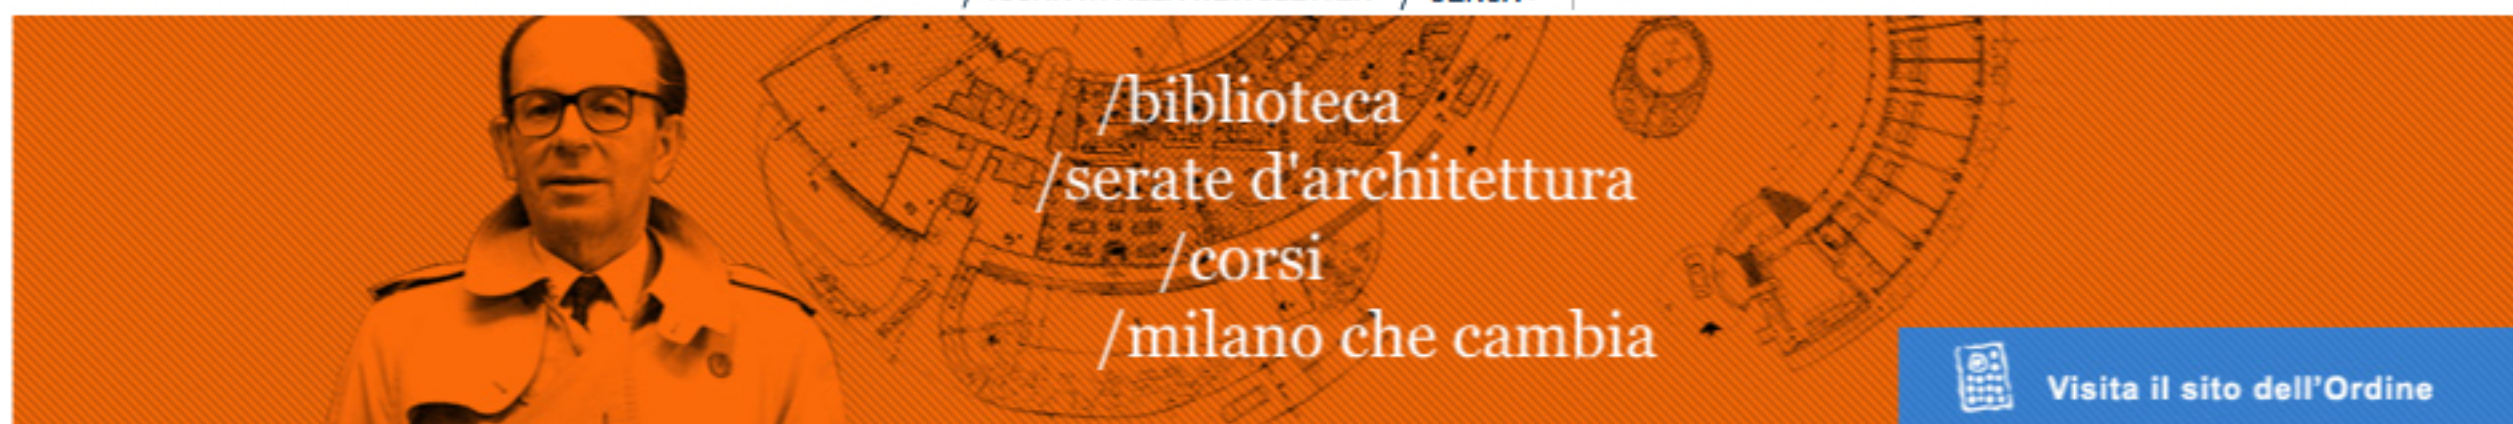 /biblioteca
/serate d'architettura
/corsi
/milano che cambia
Visita il sito dell'Ordine